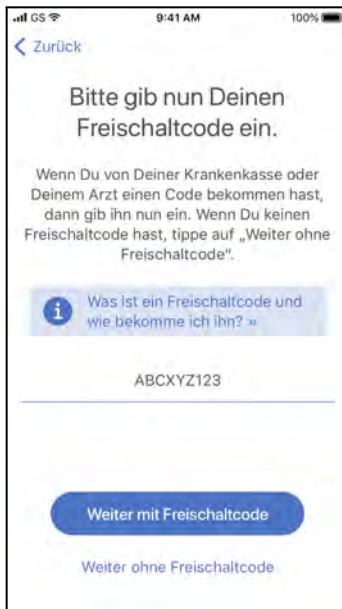 GS 9:41 AM 100%
Zurück
Bitte gib nun Deinen
Freischaltcode ein.
Wenn Du von Deiner Krankenkasse oder
Deinem Arzt einen Code bekommen hast,
dann gib ihn nun ein. Wenn Du keinen
Freischaltcode hast, tippe auf „Weiter ohne
Freischaltcode“.
i Was ist ein Freischaltcode und
wie bekomme ich ihn? »
ABCXYZ123
Weiter mit Freischaltcode
Weiter ohne Freischaltcode